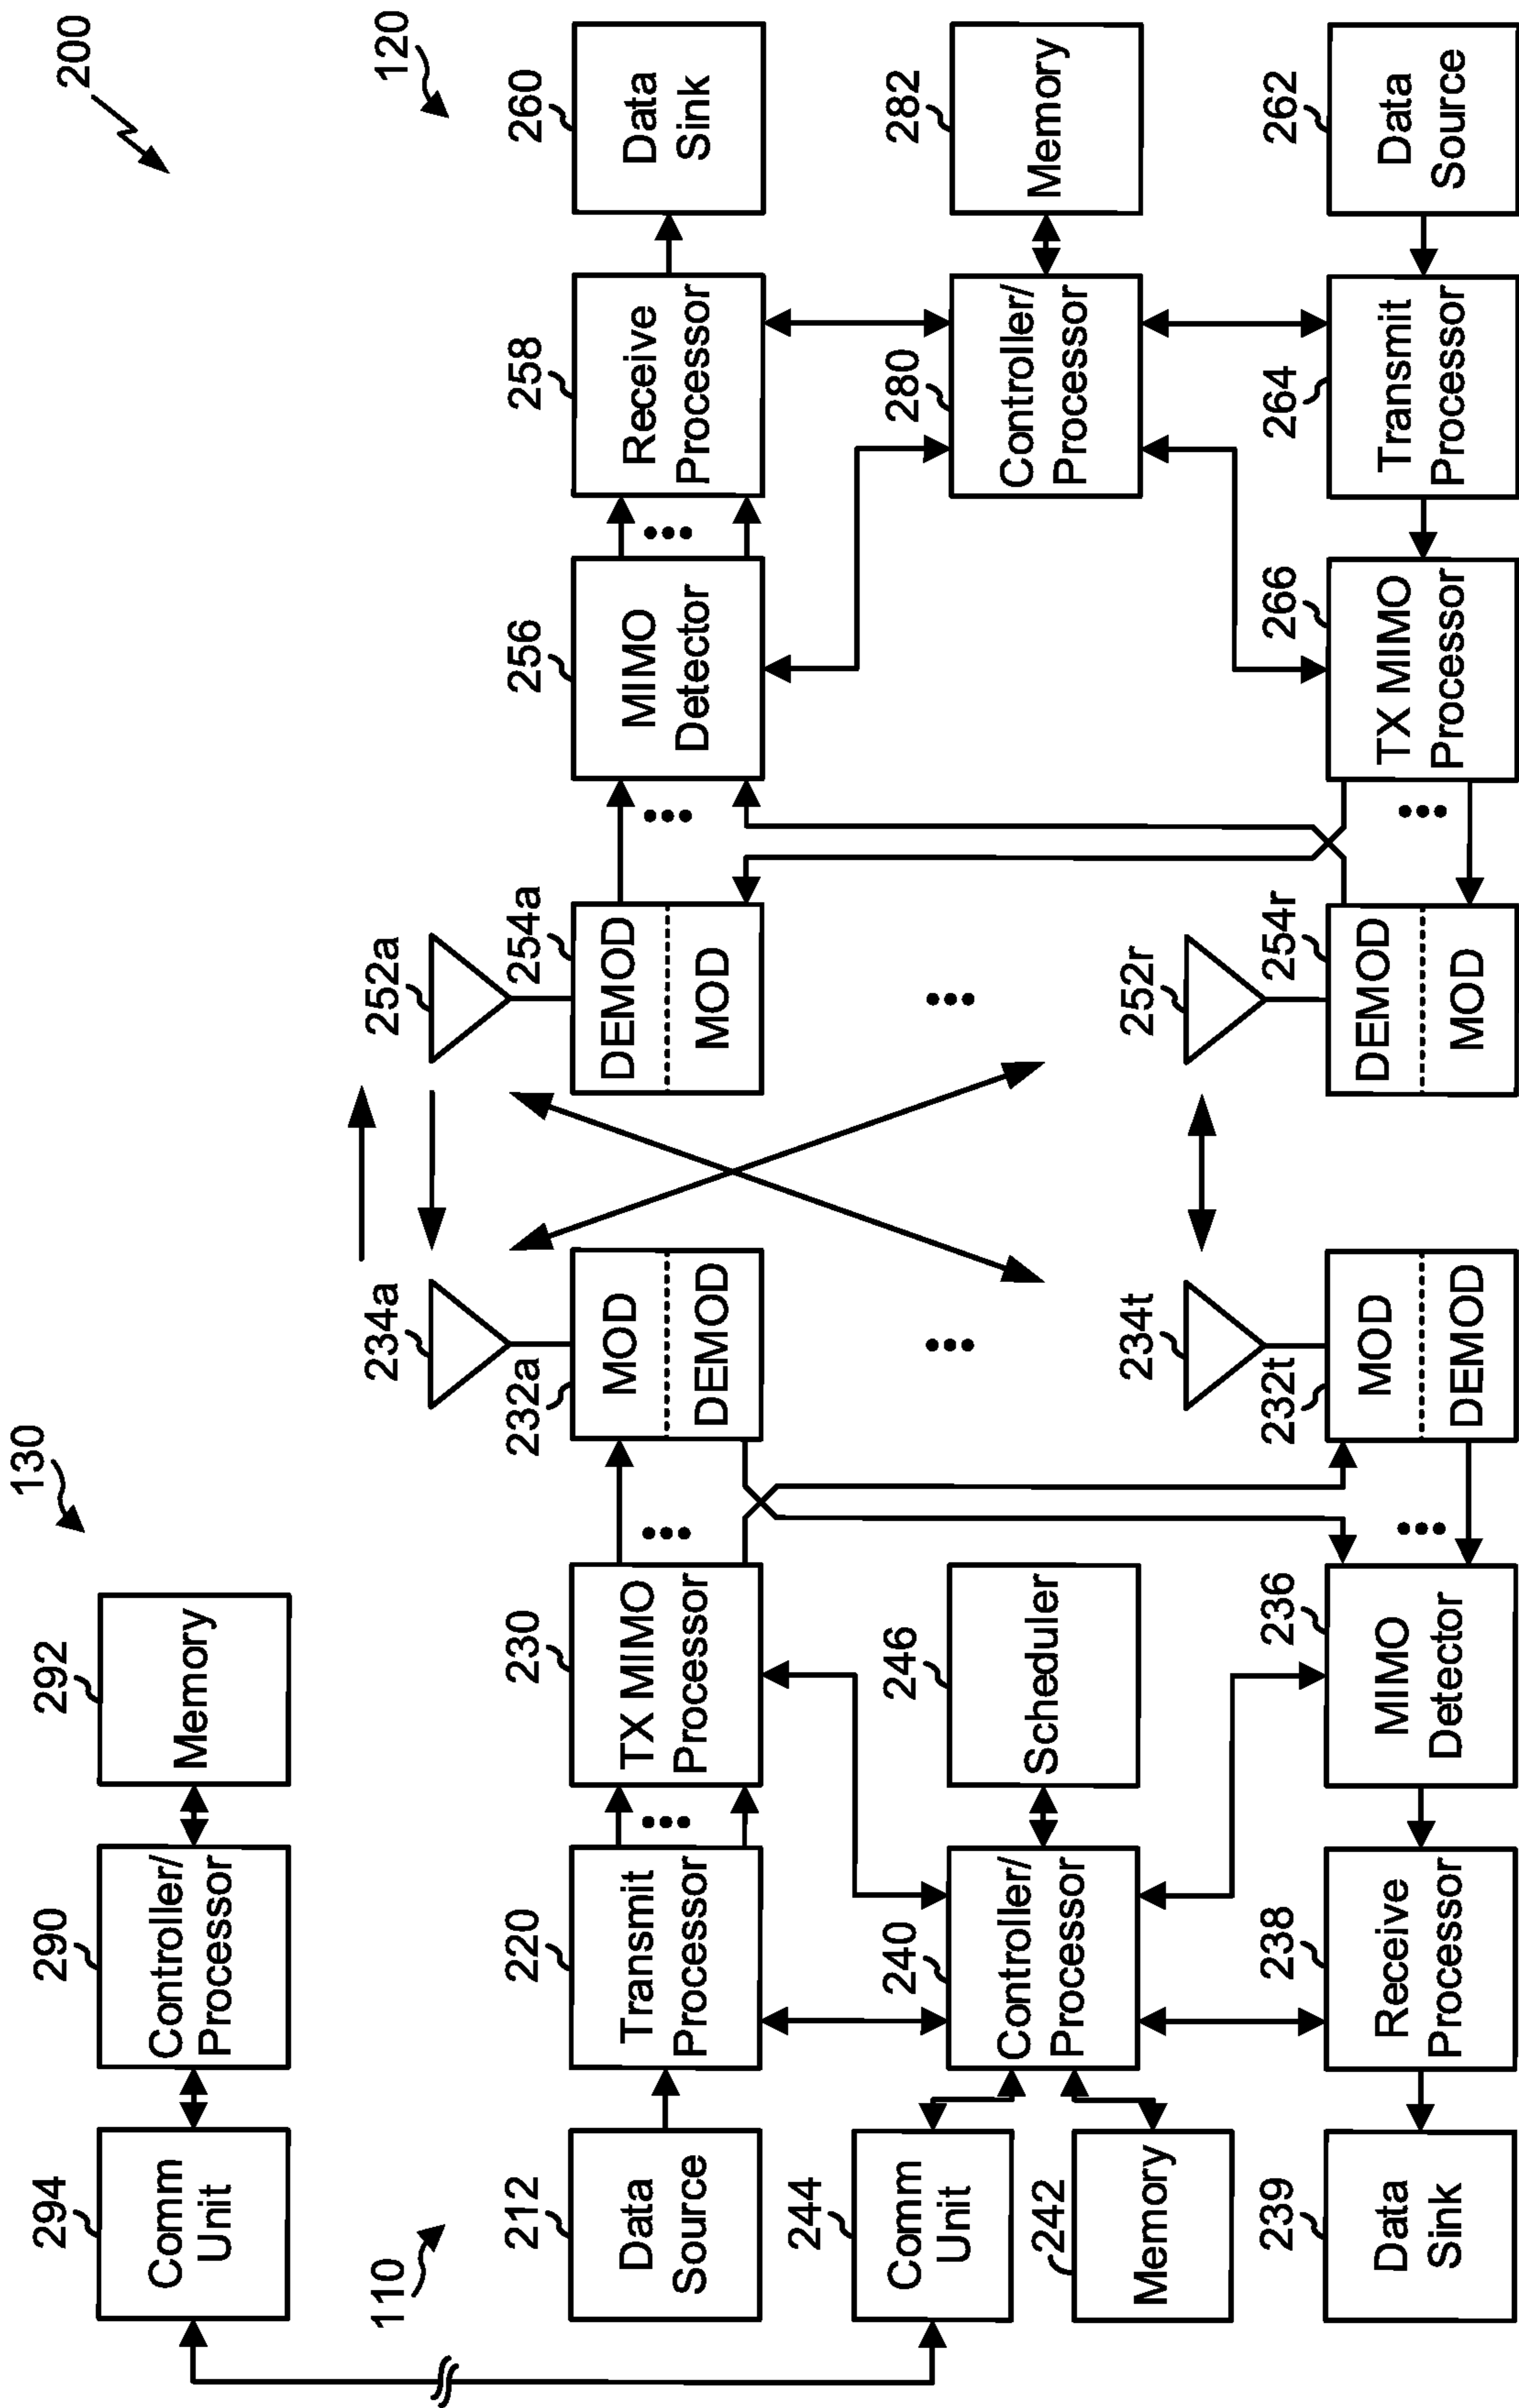 200
130
120
294
Comm
Unit
290
Controller/
Processor
292
Memory
110
234a
252a
212
Data
Source
220
Transmit
Processor
230
TX MIMO
Processor
232a
MOD
DEMOD
254a
DEMOD
MOD
256
MIMO
Detector
258
Receive
Processor
260
Data
Sink
244
Comm
Unit
242
Memory
240
Controller/
Processor
246
Scheduler
280
Controller/
Processor
282
Memory
234t
252r
239
Data
Sink
238
Receive
Processor
236
MIMO
Detector
232t
MOD
DEMOD
254r
DEMOD
MOD
266
TX MIMO
Processor
264
Transmit
Processor
262
Data
Source